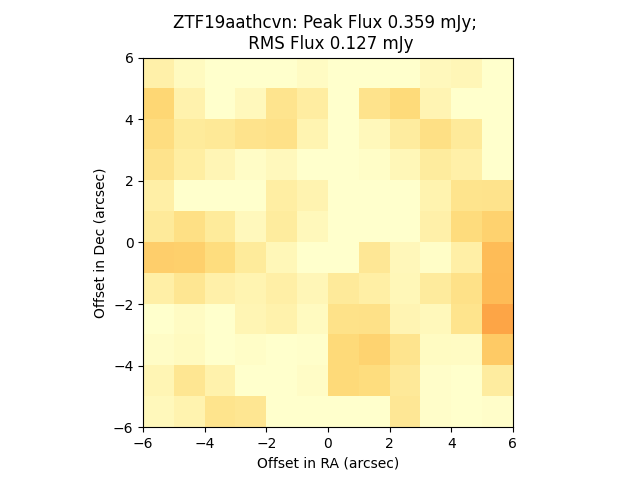 ZTF19aathcvn: Peak Flux 0.359 mJy;
RMS Flux 0.127 mJy
6
4
2
0
−2
−4
−6
Offset in Dec (arcsec)
−6 −4 −2 0 2 4 6
Offset in RA (arcsec)